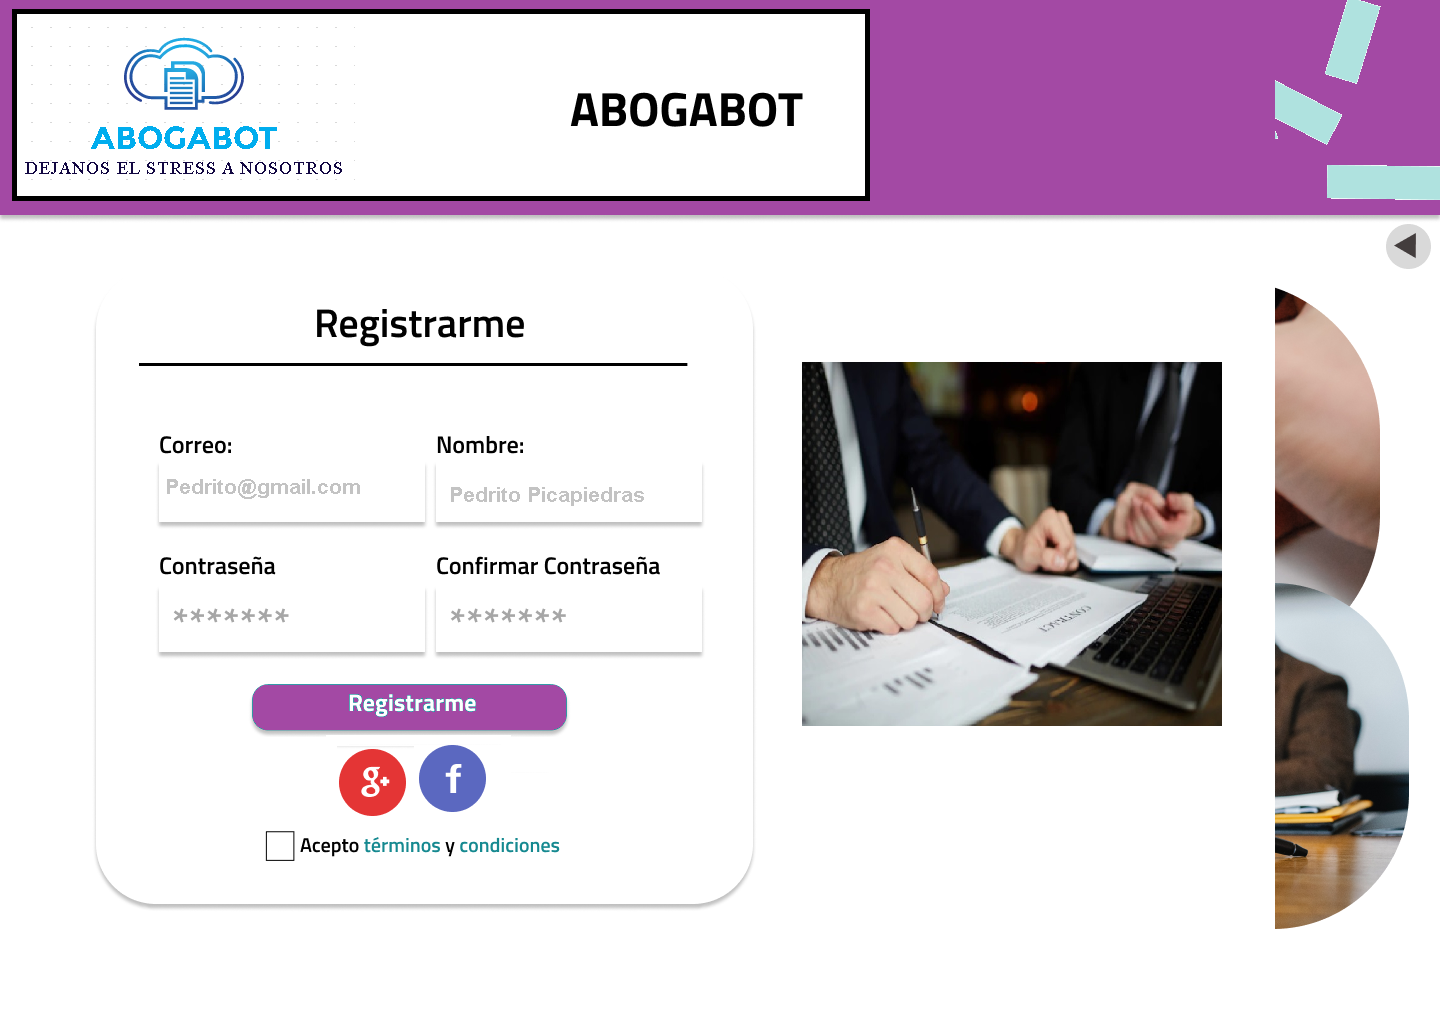 ABOGABOT
DEJANOS EL STRESS A NOSOTROS
ABOGABOT
Registrarme
Correo:
Nombre:
Pedrito@gmail.com
Pedrito Picapiedras
Contraseña
Confirmar Contraseña
*******
*******
Registrarme
g+
f
Acepto términos y condiciones
CONTRACT